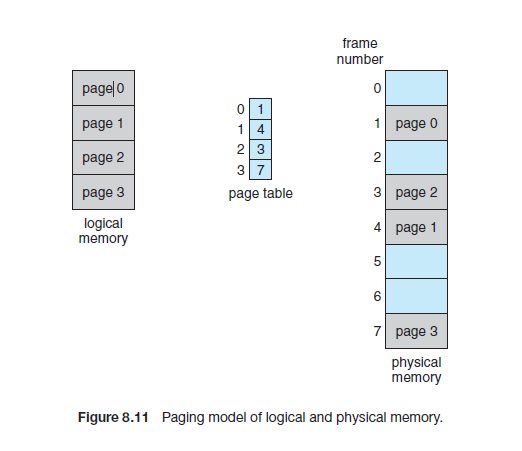 page 0
page 1
page 2
page 3
logical
memory
0 1
1 4
2 3
3 7
page table
frame
number
0
1 page 0
2
3 page 2
4 page 1
5
6
7 page 3
physical
memory
Figure 8.11 Paging model of logical and physical memory.